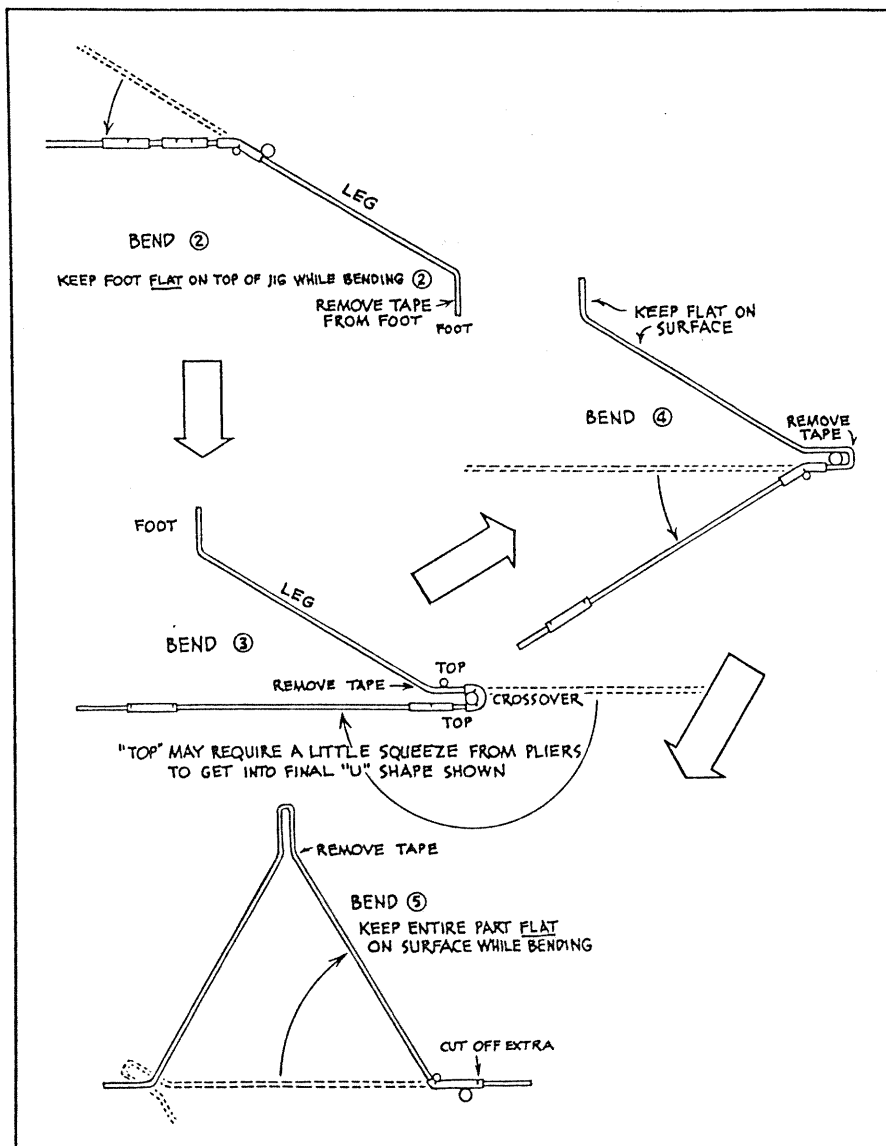 LEG
BEND ②
KEEP FOOT FLAT ON TOP OF JIG WHILE BENDING ②
REMOVE TAPE
FROM FOOT
FOOT
FOOT
LEG
BEND ③
TOP
REMOVE TAPE
CROSSOVER
TOP
"TOP" MAY REQUIRE A LITTLE SQUEEZE FROM PLIERS
TO GET INTO FINAL "U" SHAPE SHOWN
KEEP FLAT ON
SURFACE
BEND ④
REMOVE
TAPE
REMOVE TAPE
BEND ⑤
KEEP ENTIRE PART FLAT
ON SURFACE WHILE BENDING
CUT OFF EXTRA